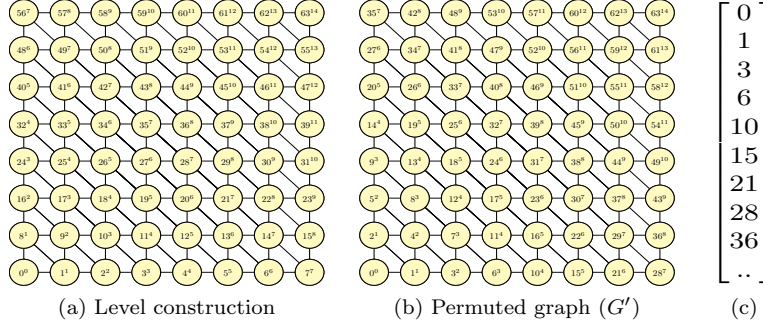 56⁷ 57⁸ 58⁹ 59¹⁰ 60¹¹ 61¹² 62¹³ 63¹⁴
48⁶ 49⁷ 50⁸ 51⁹ 52¹⁰ 53¹¹ 54¹² 55¹³
40⁵ 41⁶ 42⁷ 43⁸ 44⁹ 45¹⁰ 46¹¹ 47¹²
32⁴ 33⁵ 34⁶ 35⁷ 36⁸ 37⁹ 38¹⁰ 39¹¹
24³ 25⁴ 26⁵ 27⁶ 28⁷ 29⁸ 30⁹ 31¹⁰
16² 17³ 18⁴ 19⁵ 20⁶ 21⁷ 22⁸ 23⁹
8¹ 9² 10³ 11⁴ 12⁵ 13⁶ 14⁷ 15⁸
0⁰ 1¹ 2² 3³ 4⁴ 5⁵ 6⁶ 7⁷
(a) Level construction
35⁷ 42⁸ 48⁹ 53¹⁰ 57¹¹ 60¹² 62¹³ 63¹⁴
27⁶ 34⁷ 41⁸ 47⁹ 52¹⁰ 56¹¹ 59¹² 61¹³
20⁵ 26⁶ 33⁷ 40⁸ 46⁹ 51¹⁰ 55¹¹ 58¹²
14⁴ 19⁵ 25⁶ 32⁷ 39⁸ 45⁹ 50¹⁰ 54¹¹
9³ 13⁴ 18⁵ 24⁶ 31⁷ 38⁸ 44⁹ 49¹⁰
5² 8³ 12⁴ 17⁵ 23⁶ 30⁷ 37⁸ 43⁹
2¹ 4² 7³ 11⁴ 16⁵ 22⁶ 29⁷ 36⁸
0⁰ 1¹ 3² 6³ 10⁴ 15⁵ 21⁶ 28⁷
(b) Permuted graph (G′)
0
1
3
6
10
15
21
28
36
..
(c)